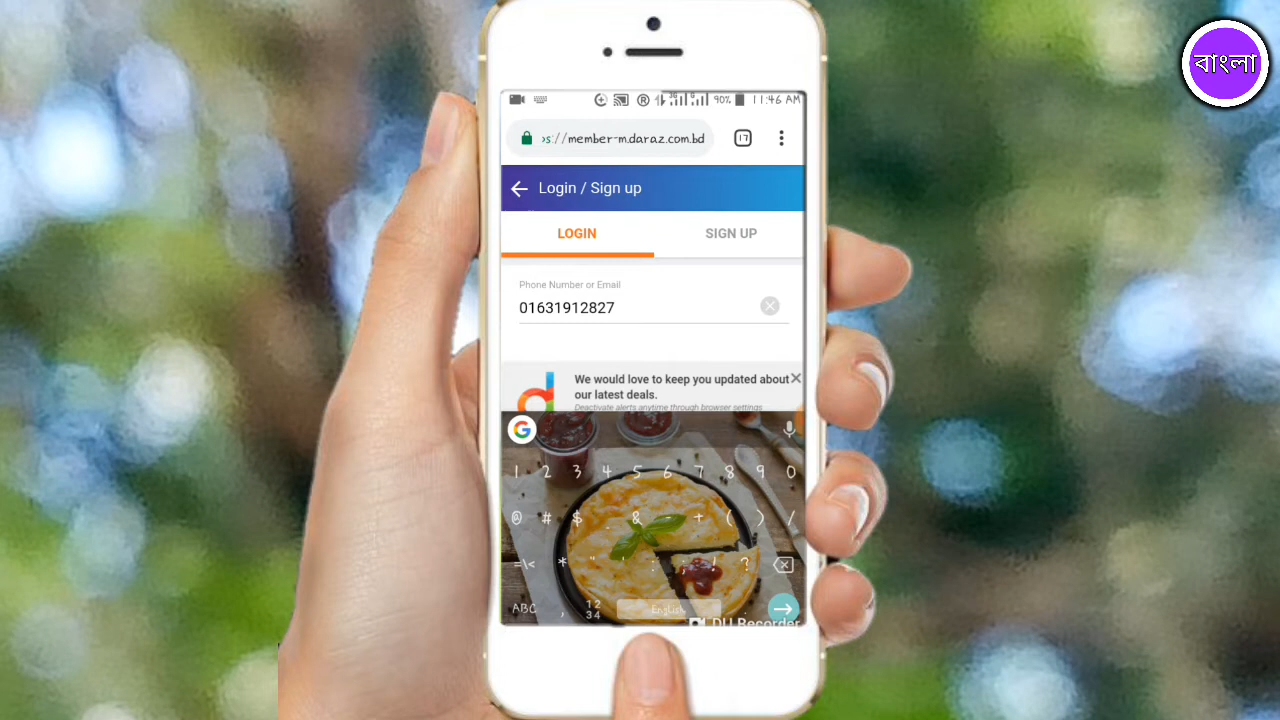 বাংলা
90% 11:46 AM
://member-m.daraz.com.bd
17
Login / Sign up
LOGIN SIGN UP
Phone Number or Email
01631912827
We would love to keep you updated about
our latest deals.
Deactivate alerts anytime through browser settings
1 2 3 4 5 6 7 8 9 0
@ # $ _ & - + ( ) /
=\< * " ' : ; ! ?
ABC , 12 34 English .
DU Recorder